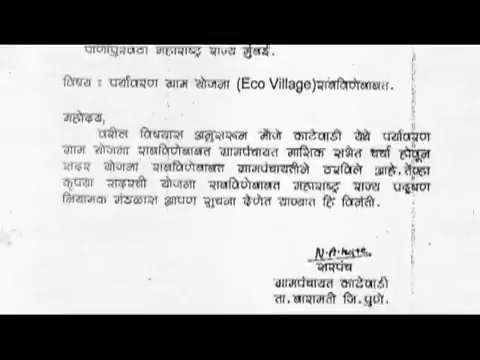 पाणीपुरवठा महाराष्ट्र राज्य मुंबई.
विषय : पर्यावरण ग्राम योजना (Eco Village)राबविणेबाबत.
महोदय,
वरील विषयास अनुसरून मौजे काटेवाडी येथे पर्यावरण
ग्राम योजना राबविणेबाबत ग्रामपंचायत मासिक सभेत चर्चा होवून
सदर योजना राबविणेबाबत ग्रामपंचायतीने ठरविले आहे. तेव्हा
कृपया सदरची योजना राबविणेबाबत महाराष्ट्र राज्य प्रदूषण
नियामक मंडळास आपण सुचना देणेत याव्यात हि विनंती.
सरपंच
ग्रामपंचायत काटेवाडी
ता.बारामती जि.पुणे.